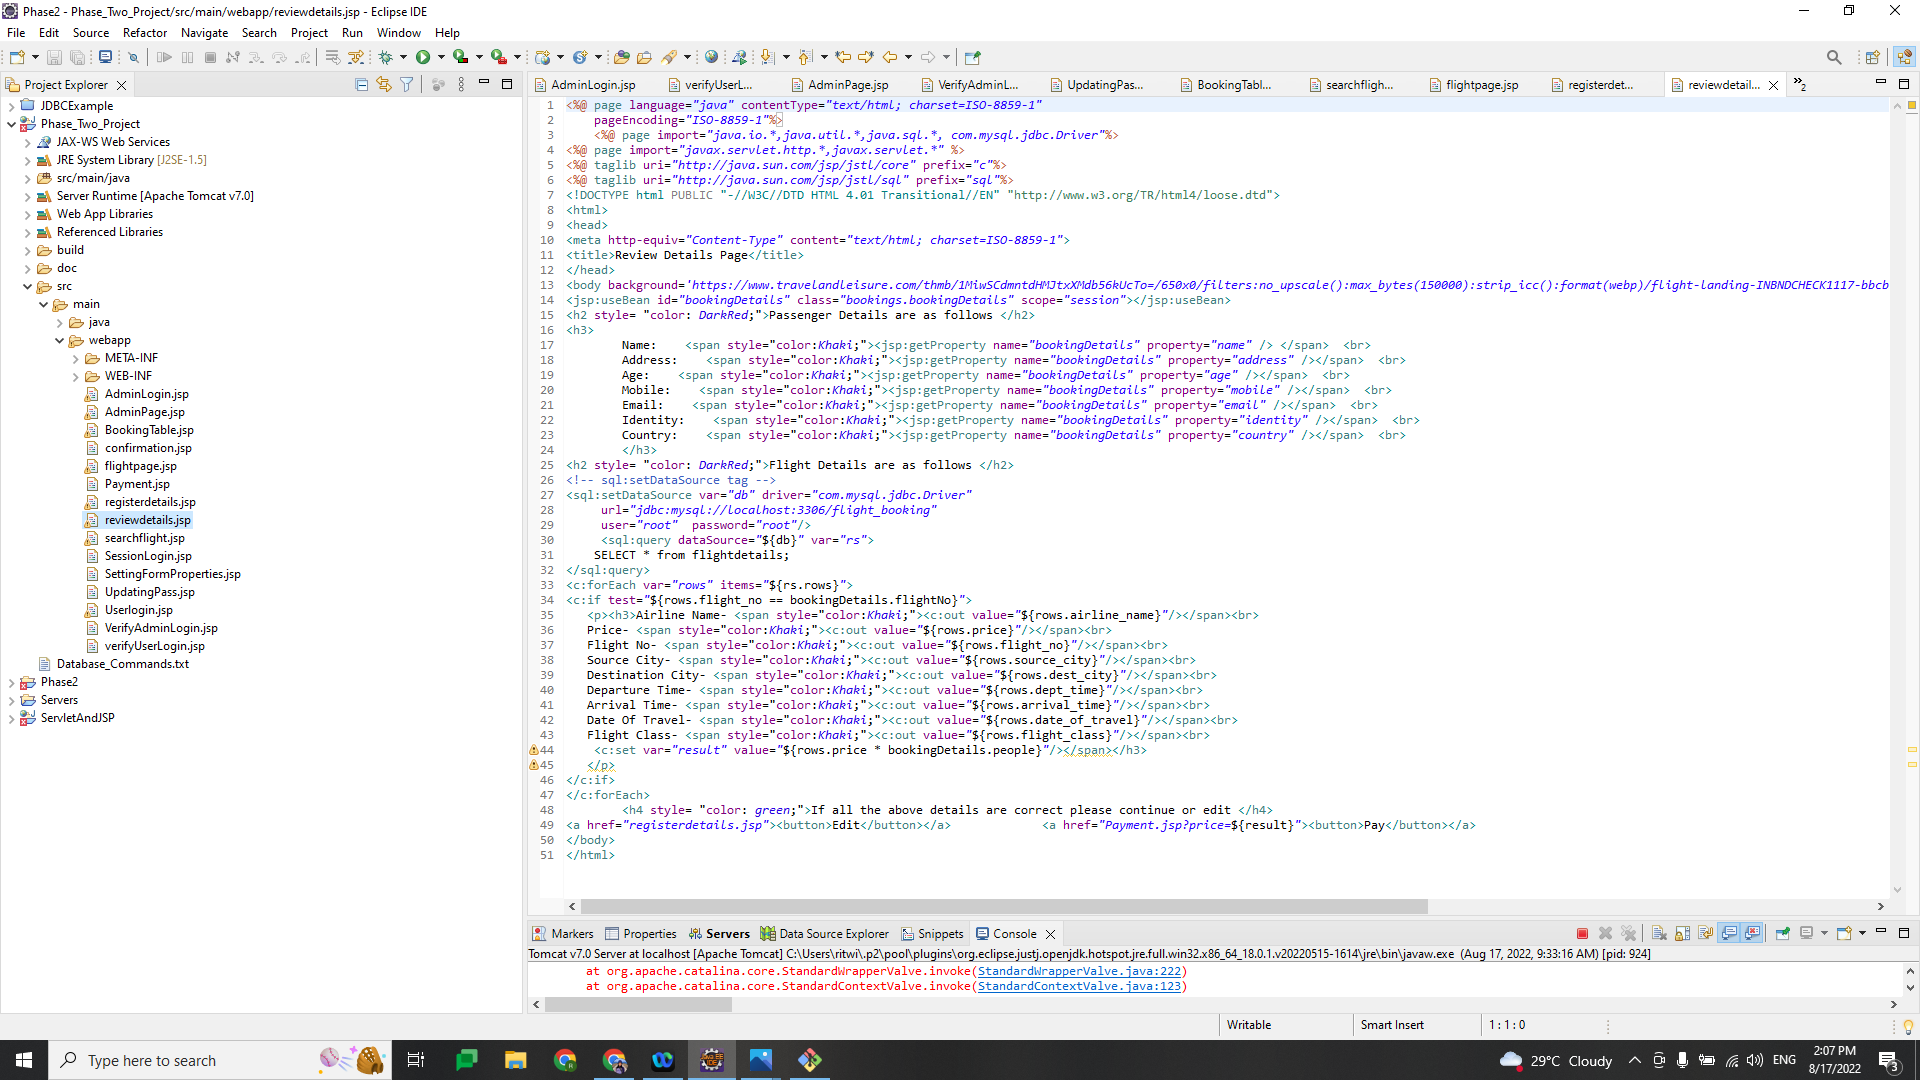 Phase2 - Phase_Two_Project/src/main/webapp/reviewdetails.jsp - Eclipse IDE
File Edit Source Refactor Navigate Search Project Run Window Help
Project Explorer
JDBCExample
Phase_Two_Project
JAX-WS Web Services
JRE System Library [J2SE-1.5]
src/main/java
Server Runtime [Apache Tomcat v7.0]
Web App Libraries
Referenced Libraries
build
doc
src
main
java
webapp
META-INF
WEB-INF
AdminLogin.jsp
AdminPage.jsp
BookingTable.jsp
confirmation.jsp
flightpage.jsp
Payment.jsp
registerdetails.jsp
reviewdetails.jsp
searchflight.jsp
SessionLogin.jsp
SettingFormProperties.jsp
UpdatingPass.jsp
Userlogin.jsp
VerifyAdminLogin.jsp
verifyUserLogin.jsp
Database_Commands.txt
Phase2
Servers
ServletAndJSP
AdminLogin.jsp verifyUserL... AdminPage.jsp VerifyAdminL... UpdatingPas... BookingTabl... searchfligh... flightpage.jsp registerdet... reviewdetail... »2
1 <%@ page language="java" contentType="text/html; charset=ISO-8859-1"
2 pageEncoding="ISO-8859-1"%>
3 <%@ page import="java.io.*,java.util.*,java.sql.*, com.mysql.jdbc.Driver"%>
4 <%@ page import="javax.servlet.http.*,javax.servlet.*" %>
5 <%@ taglib uri="http://java.sun.com/jsp/jstl/core" prefix="c"%>
6 <%@ taglib uri="http://java.sun.com/jsp/jstl/sql" prefix="sql"%>
7 <!DOCTYPE html PUBLIC "-//W3C//DTD HTML 4.01 Transitional//EN" "http://www.w3.org/TR/html4/loose.dtd">
8 <html>
9 <head>
10 <meta http-equiv="Content-Type" content="text/html; charset=ISO-8859-1">
11 <title>Review Details Page</title>
12 </head>
13 <body background='https://www.travelandleisure.com/thmb/1MiwSCdmntdHMJtxXMdb56kUcTo=/650x0/filters:no_upscale():max_bytes(150000):strip_icc():format(webp)/flight-landing-INBNDCHECK1117-bbcb
14 <jsp:useBean id="bookingDetails" class="bookings.bookingDetails" scope="session"></jsp:useBean>
15 <h2 style= "color: DarkRed;">Passenger Details are as follows </h2>
16 <h3>
17 Name: <span style="color:Khaki;"><jsp:getProperty name="bookingDetails" property="name" /> </span> <br>
18 Address: <span style="color:Khaki;"><jsp:getProperty name="bookingDetails" property="address" /></span> <br>
19 Age: <span style="color:Khaki;"><jsp:getProperty name="bookingDetails" property="age" /></span> <br>
20 Mobile: <span style="color:Khaki;"><jsp:getProperty name="bookingDetails" property="mobile" /></span> <br>
21 Email: <span style="color:Khaki;"><jsp:getProperty name="bookingDetails" property="email" /></span> <br>
22 Identity: <span style="color:Khaki;"><jsp:getProperty name="bookingDetails" property="identity" /></span> <br>
23 Country: <span style="color:Khaki;"><jsp:getProperty name="bookingDetails" property="country" /></span> <br>
24 </h3>
25 <h2 style= "color: DarkRed;">Flight Details are as follows </h2>
26 <!-- sql:setDataSource tag -->
27 <sql:setDataSource var="db" driver="com.mysql.jdbc.Driver"
28 url="jdbc:mysql://localhost:3306/flight_booking"
29 user="root" password="root"/>
30 <sql:query dataSource="${db}" var="rs">
31 SELECT * from flightdetails;
32 </sql:query>
33 <c:forEach var="rows" items="${rs.rows}">
34 <c:if test="${rows.flight_no == bookingDetails.flightNo}">
35 <p><h3>Airline Name- <span style="color:Khaki;"><c:out value="${rows.airline_name}"/></span><br>
36 Price- <span style="color:Khaki;"><c:out value="${rows.price}"/></span><br>
37 Flight No- <span style="color:Khaki;"><c:out value="${rows.flight_no}"/></span><br>
38 Source City- <span style="color:Khaki;"><c:out value="${rows.source_city}"/></span><br>
39 Destination City- <span style="color:Khaki;"><c:out value="${rows.dest_city}"/></span><br>
40 Departure Time- <span style="color:Khaki;"><c:out value="${rows.dept_time}"/></span><br>
41 Arrival Time- <span style="color:Khaki;"><c:out value="${rows.arrival_time}"/></span><br>
42 Date Of Travel- <span style="color:Khaki;"><c:out value="${rows.date_of_travel}"/></span><br>
43 Flight Class- <span style="color:Khaki;"><c:out value="${rows.flight_class}"/></span><br>
44 <c:set var="result" value="${rows.price * bookingDetails.people}"/></span></h3>
45 </p>
46 </c:if>
47 </c:forEach>
48 <h4 style= "color: green;">If all the above details are correct please continue or edit </h4>
49 <a href="registerdetails.jsp"><button>Edit</button></a> <a href="Payment.jsp?price=${result}"><button>Pay</button></a>
50 </body>
51 </html>
Markers Properties Servers Data Source Explorer Snippets Console
Tomcat v7.0 Server at localhost [Apache Tomcat] C:\Users\ritwi\.p2\pool\plugins\org.eclipse.justj.openjdk.hotspot.jre.full.win32.x86_64_18.0.1.v20220515-1614\jre\bin\javaw.exe (Aug 17, 2022, 9:33:16 AM) [pid: 924]
at org.apache.catalina.core.StandardWrapperValve.invoke(StandardWrapperValve.java:222)
at org.apache.catalina.core.StandardContextValve.invoke(StandardContextValve.java:123)
Writable Smart Insert 1 : 1 : 0
Type here to search
29°C Cloudy
ENG
2:07 PM
8/17/2022
3